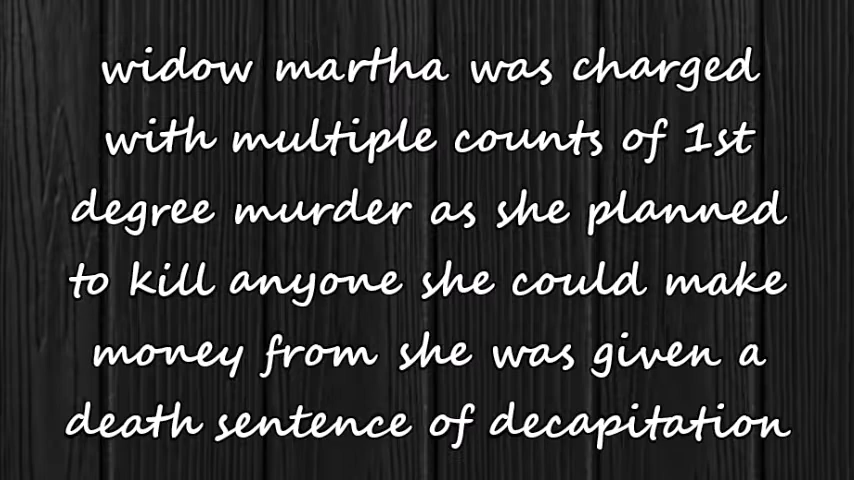 widow martha was charged
with multiple counts of 1st
degree murder as she planned
to kill anyone she could make
money from she was given a
death sentence of decapitation